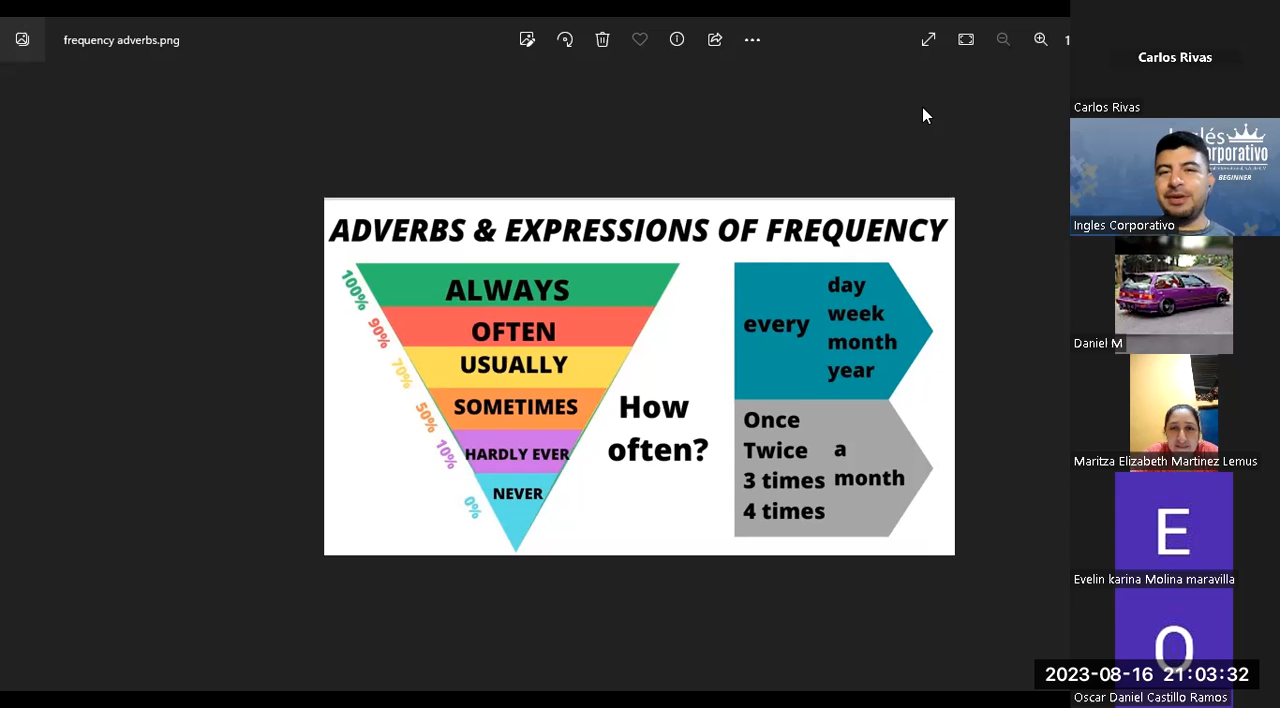 frequency adverbs.png
1
Carlos Rivas
Carlos Rivas
Inglés
Corporativo
BEGINNER
Ingles Corporativo
Daniel M
Maritza Elizabeth Martinez Lemus
E
Evelin karina Molina maravilla
O
2023-08-16 21:03:32
Oscar Daniel Castillo Ramos
ADVERBS & EXPRESSIONS OF FREQUENCY
100%
ALWAYS
90%
OFTEN
70%
USUALLY
50%
SOMETIMES
10%
HARDLY EVER
0%
NEVER
How
often?
every
day
week
month
year
Once
Twice
3 times
4 times
a
month